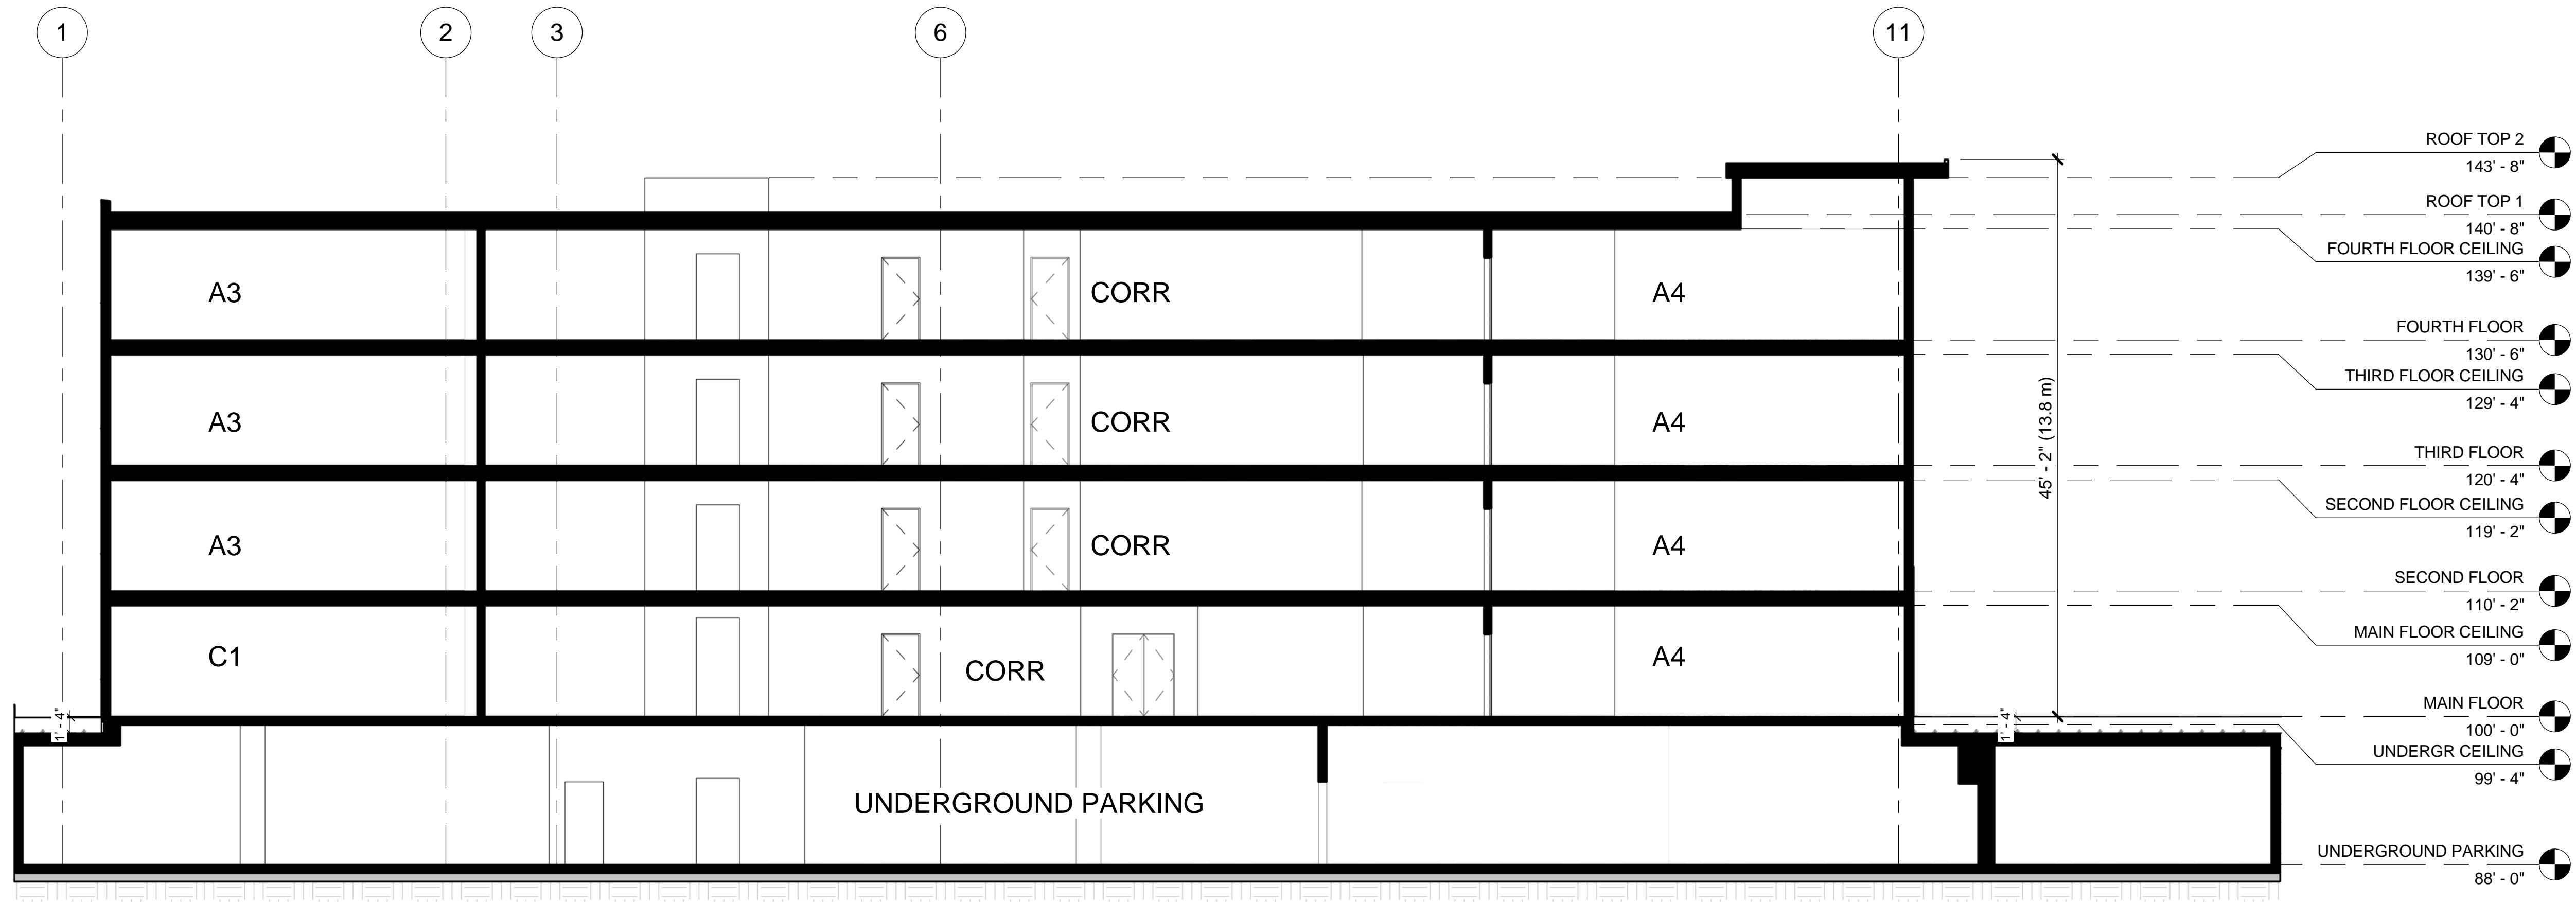 1
2
3
6
11
ROOF TOP 2
143' - 8"
ROOF TOP 1
140' - 8"
FOURTH FLOOR CEILING
139' - 6"
A3
CORR
A4
FOURTH FLOOR
130' - 6"
THIRD FLOOR CEILING
129' - 4"
A3
CORR
A4
45' - 2" (13.8 m)
THIRD FLOOR
120' - 4"
SECOND FLOOR CEILING
119' - 2"
A3
CORR
A4
SECOND FLOOR
110' - 2"
MAIN FLOOR CEILING
109' - 0"
C1
CORR
A4
MAIN FLOOR
100' - 0"
1' - 4"
1' - 4"
UNDERGR CEILING
99' - 4"
UNDERGROUND PARKING
UNDERGROUND PARKING
88' - 0"